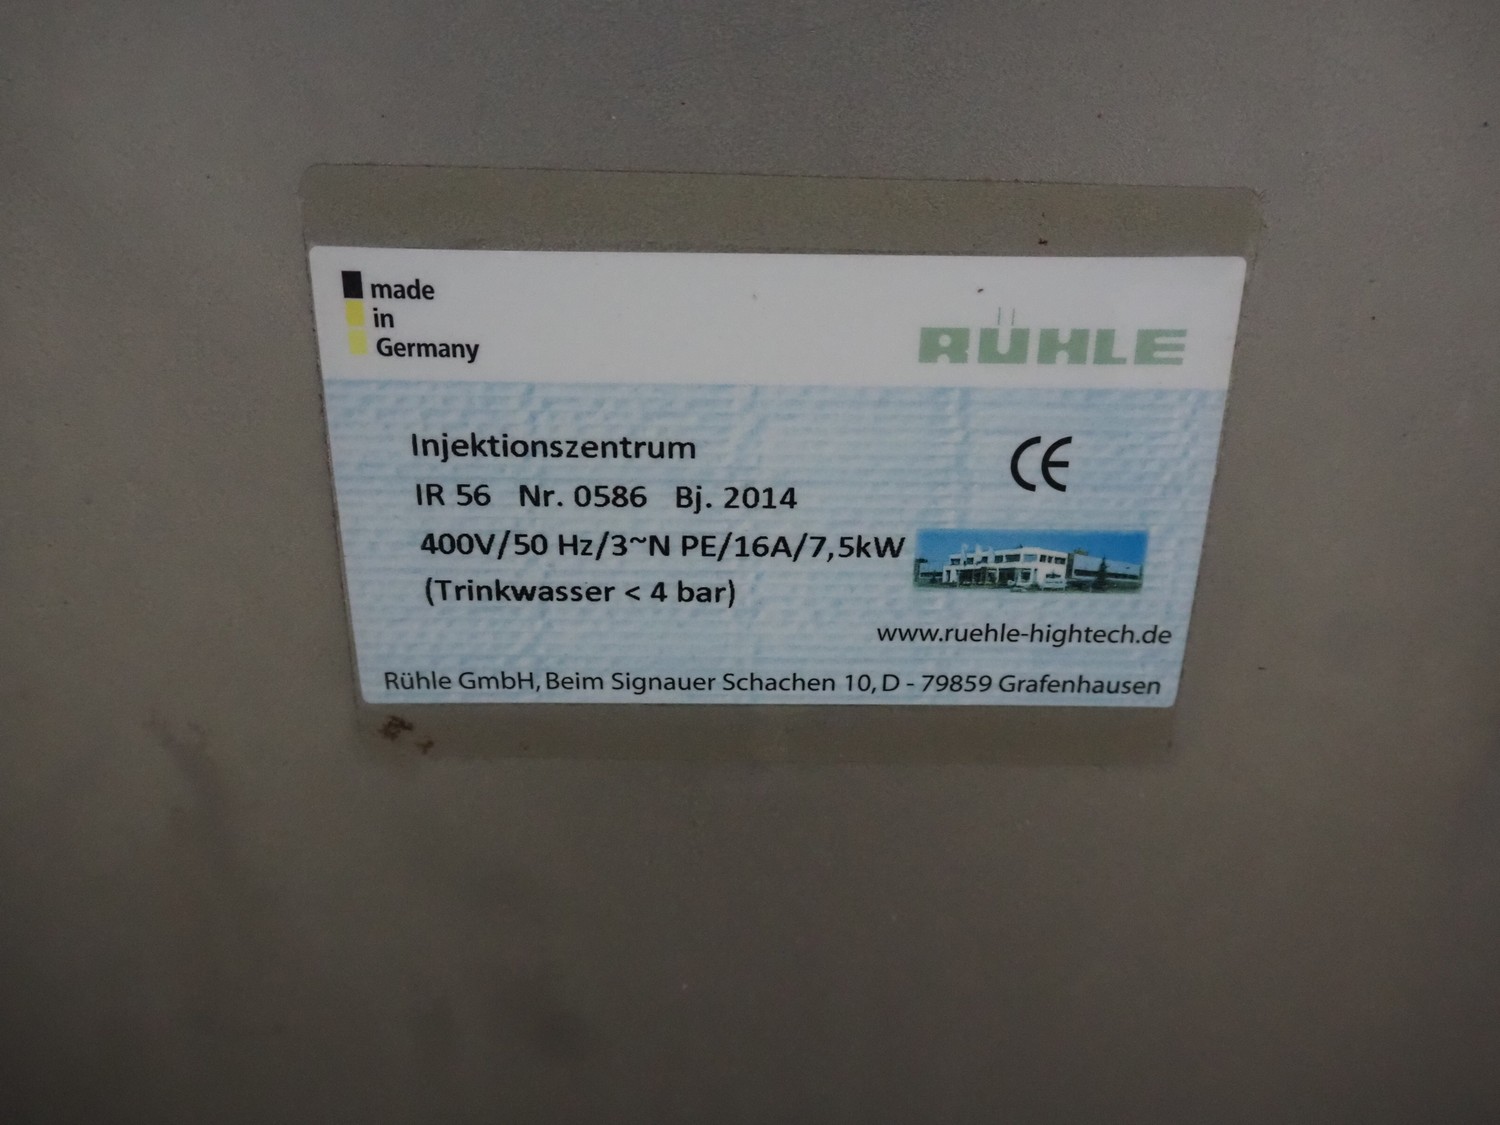 made
in
Germany
RÜHLE
Injektionszentrum
CE
IR 56 Nr. 0586 Bj. 2014
400V/50 Hz/3~N PE/16A/7,5kW
(Trinkwasser < 4 bar)
www.ruehle-hightech.de
Rühle GmbH, Beim Signauer Schachen 10, D - 79859 Grafenhausen